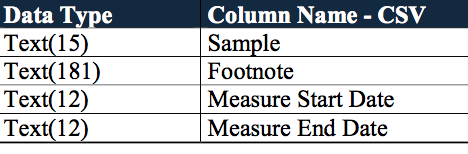 Data Type Column Name - CSV
Text(15) Sample
Text(181) Footnote
Text(12) Measure Start Date
Text(12) Measure End Date